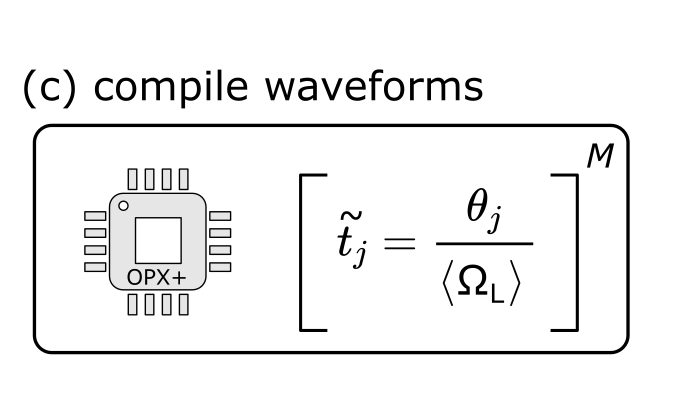 (c) compile waveforms
M
OPX+
[ t̃_j = θ_j / ⟨Ω_L⟩ ]